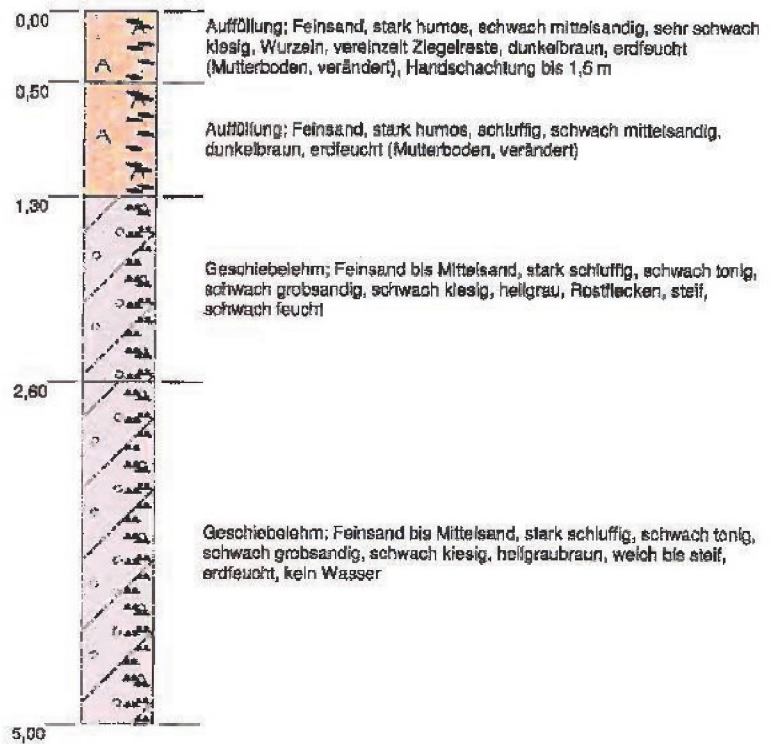 0,00
Auffüllung; Feinsand, stark humos, schwach mittelsandig, sehr schwach
kiesig, Wurzeln, vereinzelt Ziegelreste, dunkelbraun, erdfeucht
(Mutterboden, verändert), Handschachtung bis 1,5 m
A
0,50
A
Auffüllung; Feinsand, stark humos, schluffig, schwach mittelsandig,
dunkelbraun, erdfeucht (Mutterboden, verändert)
1,30
Geschiebelehm; Feinsand bis Mittelsand, stark schluffig, schwach tonig,
schwach grobsandig, schwach kiesig, hellgrau, Rostflecken, steif,
schwach feucht
2,60
Geschiebelehm; Feinsand bis Mittelsand, stark schluffig, schwach tonig,
schwach grobsandig, schwach kiesig, hellgraubraun, weich bis steif,
erdfeucht, kein Wasser
5,00